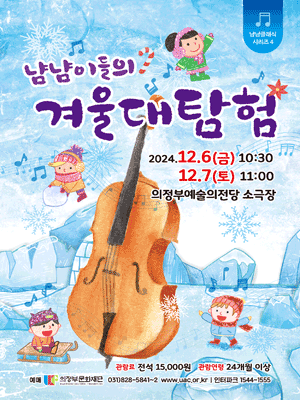 냠냠클래식
시리즈 4
냠냠이들의
겨울대탐험
2024.12.6(금) 10:30
12.7(토) 11:00
의정부예술의전당 소극장
관람료 전석 15,000원 관람연령 24개월 이상
예매 의정부문화재단 031)828-5841~2 www.uac.or.kr | 인터파크 1544-1555